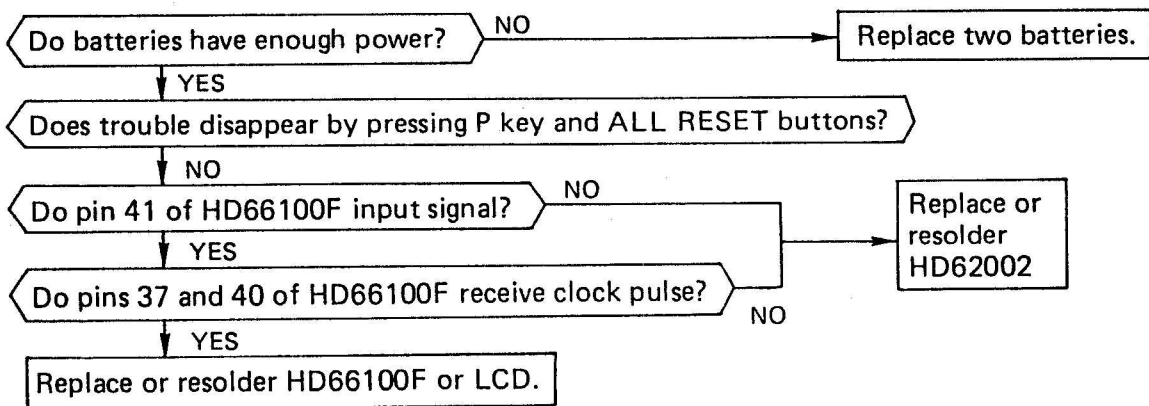 Do batteries have enough power?
NO
Replace two batteries.
YES
Does trouble disappear by pressing P key and ALL RESET buttons?
NO
Do pin 41 of HD66100F input signal?
NO
Replace or
resolder
HD62002
YES
Do pins 37 and 40 of HD66100F receive clock pulse?
NO
YES
Replace or resolder HD66100F or LCD.